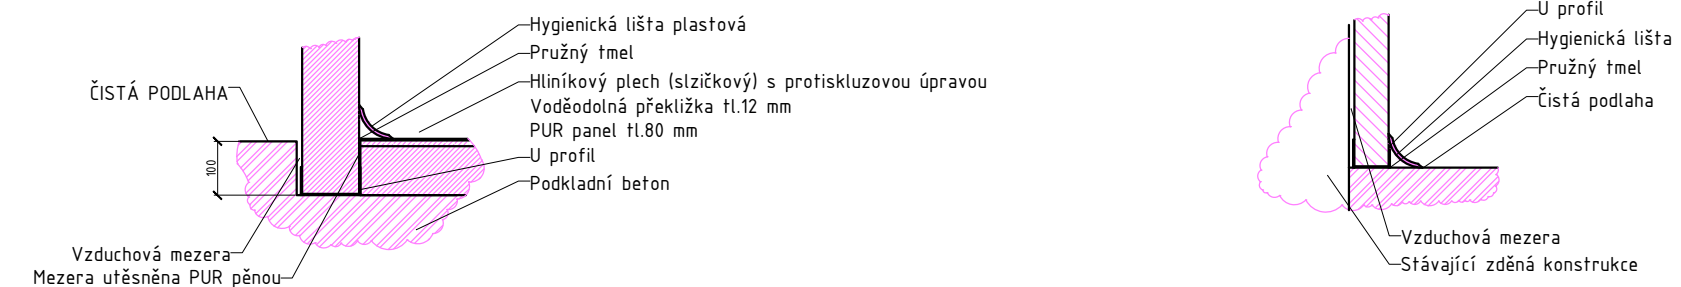 Hygienická lišta plastová
Pružný tmel
Hliníkový plech (slzičkový) s protiskluzovou úpravou
Voděodolná překližka tl.12 mm
PUR panel tl.80 mm
U profil
Podkladní beton
ČISTÁ PODLAHA
100
Vzduchová mezera
Mezera utěsněna PUR pěnou
U profil
Hygienická lišta
Pružný tmel
Čistá podlaha
Vzduchová mezera
Stávající zděná konstrukce